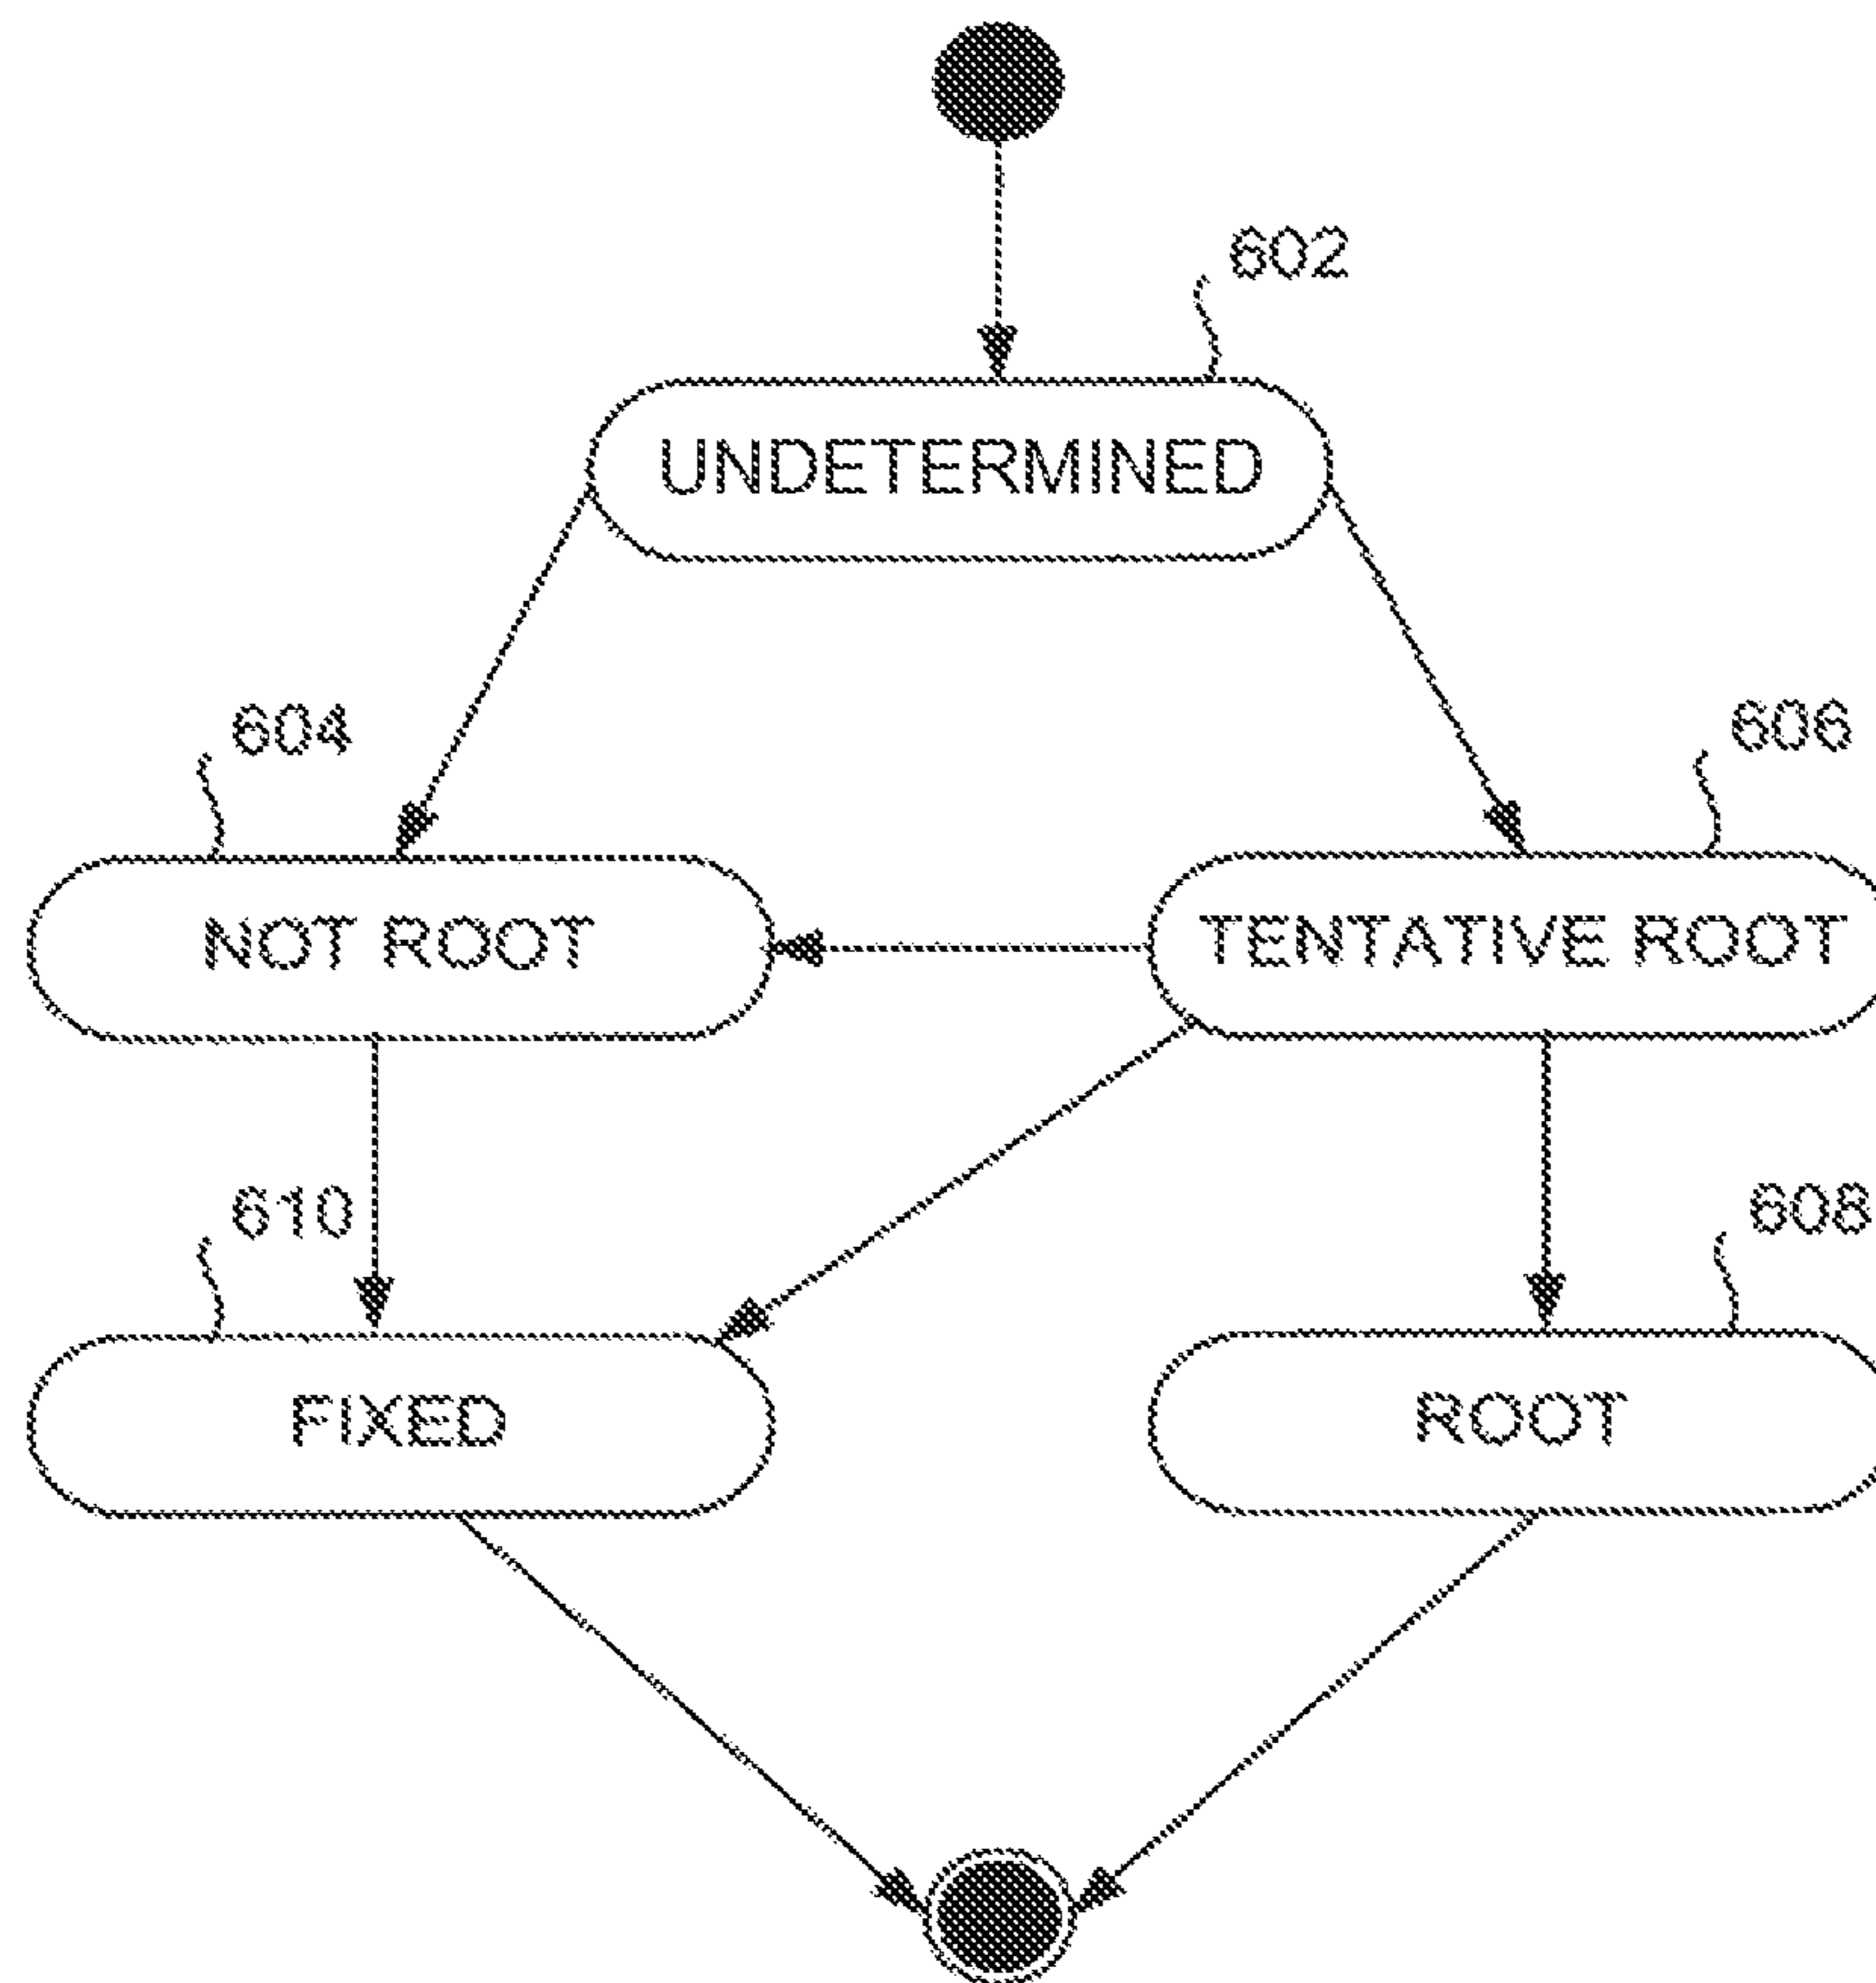 602
UNDETERMINED
604
606
NOT ROOT
TENTATIVE ROOT
610
608
FIXED
ROOT